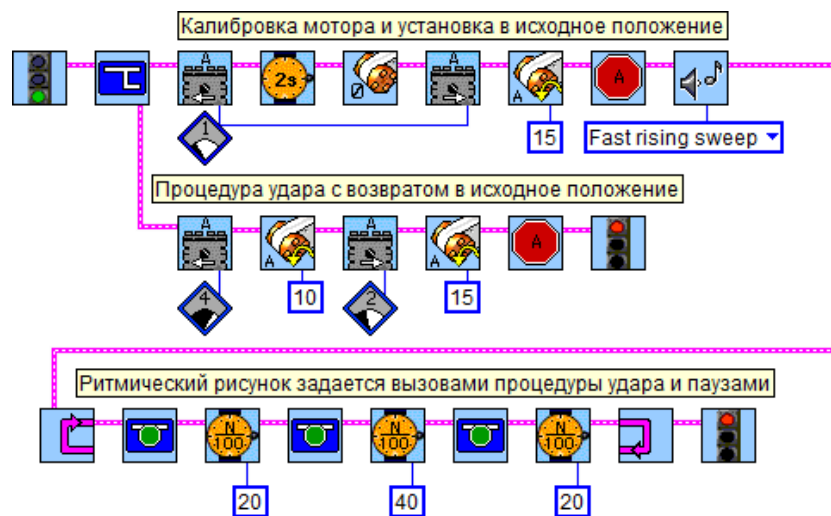 Калибровка мотора и установка в исходное положение
A 2s Ø A A A
1 15 Fast rising sweep
Процедура удара с возвратом в исходное положение
A A A A A
4 10 2 15
Ритмический рисунок задается вызовами процедуры удара и паузами
N/100 N/100 N/100
20 40 20